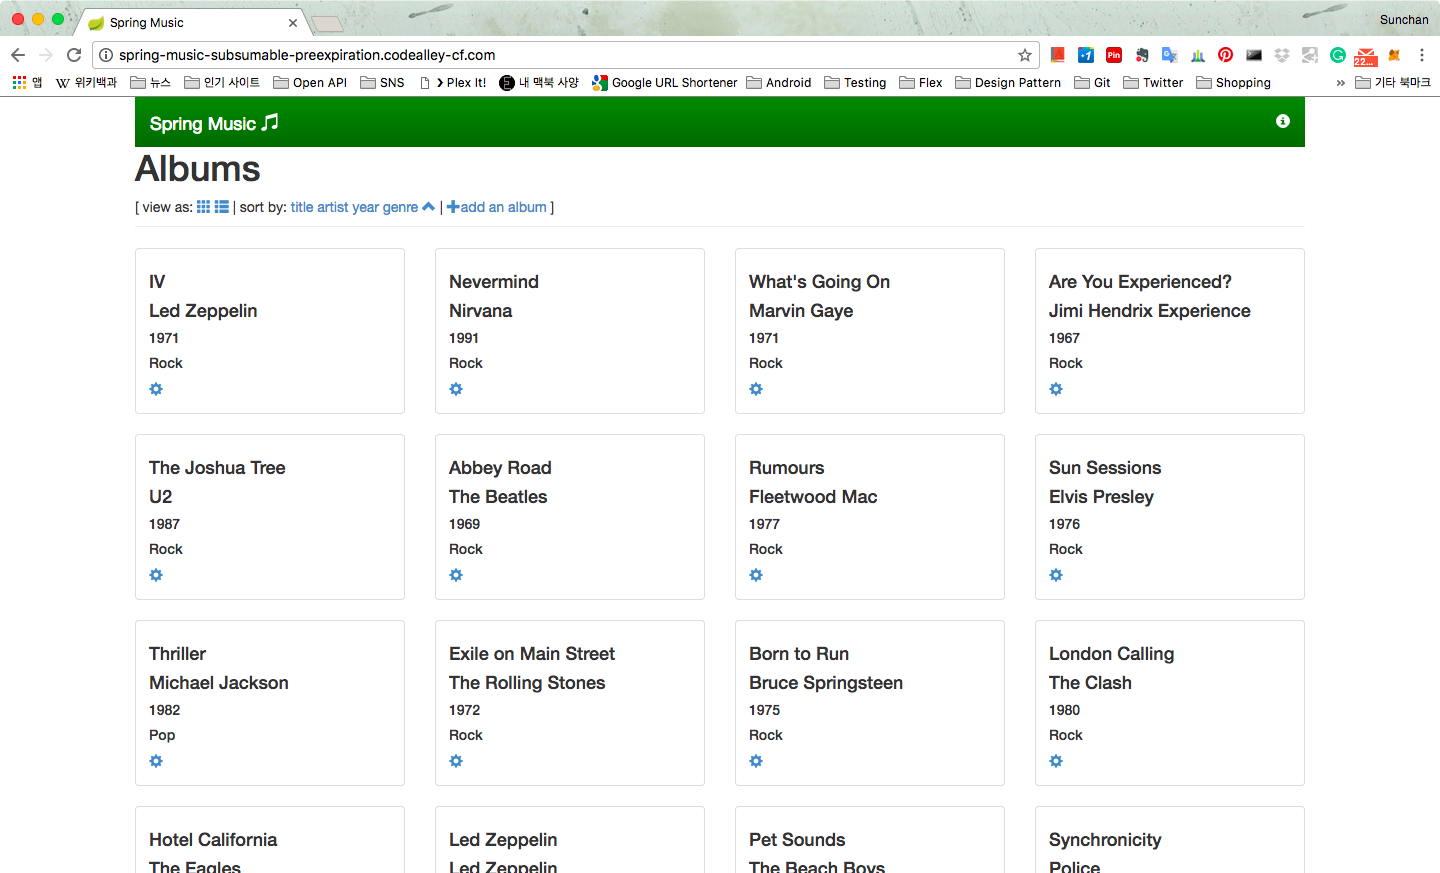 Spring Music
Sunchan
spring-music-subsumable-preexpiration.codealley-cf.com
앱 위키백과 뉴스 인기 사이트 Open API SNS Plex It! 내 맥북 사양 Google URL Shortener Android Testing Flex Design Pattern Git Twitter Shopping » 기타 북마크
Spring Music
Albums
[ view as: | sort by: title artist year genre | add an album ]
IV
Led Zeppelin
1971
Rock
Nevermind
Nirvana
1991
Rock
What's Going On
Marvin Gaye
1971
Rock
Are You Experienced?
Jimi Hendrix Experience
1967
Rock
The Joshua Tree
U2
1987
Rock
Abbey Road
The Beatles
1969
Rock
Rumours
Fleetwood Mac
1977
Rock
Sun Sessions
Elvis Presley
1976
Rock
Thriller
Michael Jackson
1982
Pop
Exile on Main Street
The Rolling Stones
1972
Rock
Born to Run
Bruce Springsteen
1975
Rock
London Calling
The Clash
1980
Rock
Hotel California
The Eagles
Led Zeppelin
Led Zeppelin
Pet Sounds
The Beach Boys
Synchronicity
Police